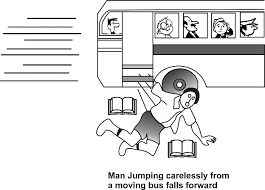 Man Jumping carelessly from
a moving bus falls forward